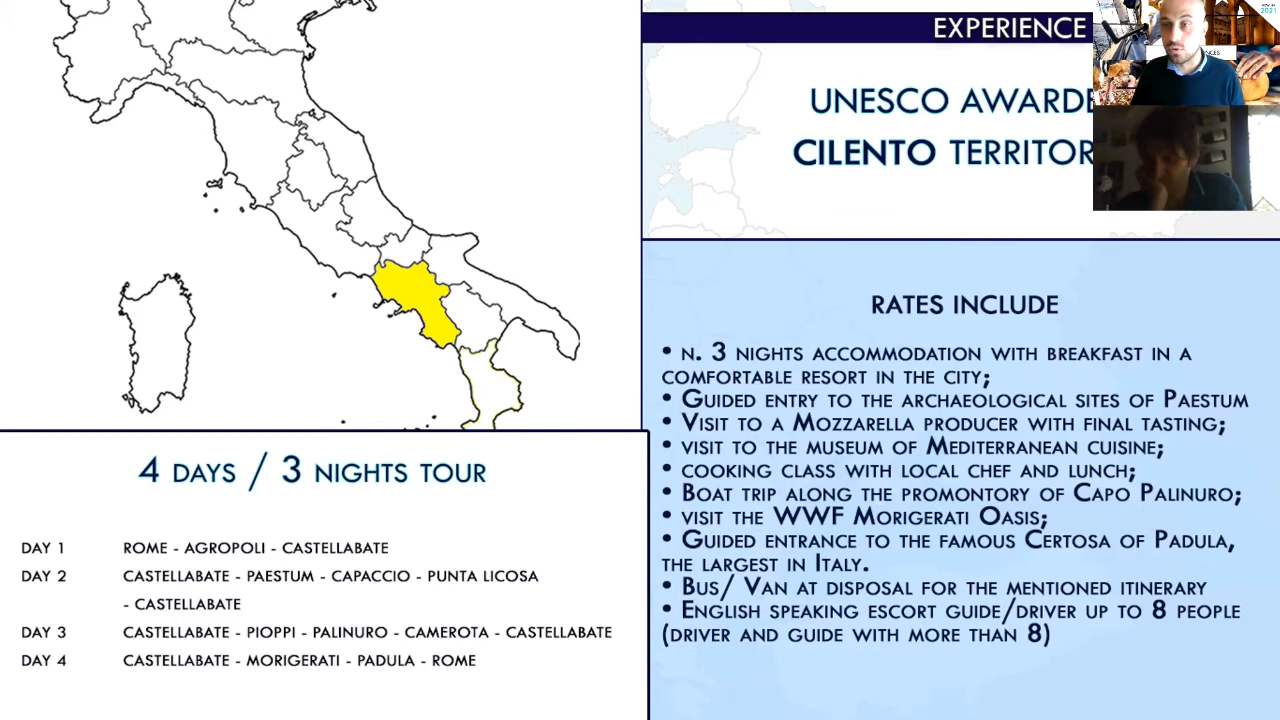 EXPERIENCE
UNESCO AWARDE
CILENTO TERRITOR
2021
RATES INCLUDE
• N. 3 NIGHTS ACCOMMODATION WITH BREAKFAST IN A
COMFORTABLE RESORT IN THE CITY;
• GUIDED ENTRY TO THE ARCHAEOLOGICAL SITES OF PAESTUM
• VISIT TO A MOZZARELLA PRODUCER WITH FINAL TASTING;
• VISIT TO THE MUSEUM OF MEDITERRANEAN CUISINE;
• COOKING CLASS WITH LOCAL CHEF AND LUNCH;
• BOAT TRIP ALONG THE PROMONTORY OF CAPO PALINURO;
• VISIT THE WWF MORIGERATI OASIS;
• GUIDED ENTRANCE TO THE FAMOUS CERTOSA OF PADULA,
THE LARGEST IN ITALY.
• BUS/ VAN AT DISPOSAL FOR THE MENTIONED ITINERARY
• ENGLISH SPEAKING ESCORT GUIDE/DRIVER UP TO 8 PEOPLE
(DRIVER AND GUIDE WITH MORE THAN 8)
4 DAYS / 3 NIGHTS TOUR
DAY 1 ROME - AGROPOLI - CASTELLABATE
DAY 2 CASTELLABATE - PAESTUM - CAPACCIO - PUNTA LICOSA
- CASTELLABATE
DAY 3 CASTELLABATE - PIOPPI - PALINURO - CAMEROTA - CASTELLABATE
DAY 4 CASTELLABATE - MORIGERATI - PADULA - ROME